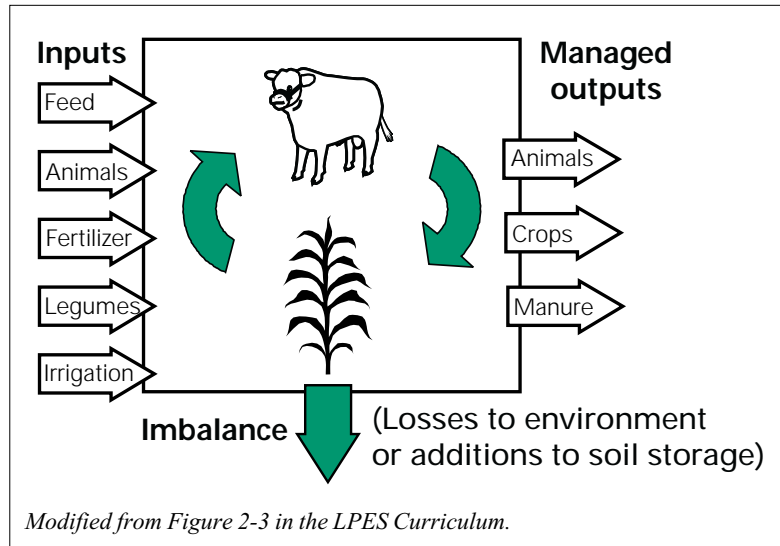 Inputs
Feed
Animals
Fertilizer
Legumes
Irrigation
Managed
outputs
Animals
Crops
Manure
Imbalance
(Losses to environment
or additions to soil storage)
Modified from Figure 2-3 in the LPES Curriculum.